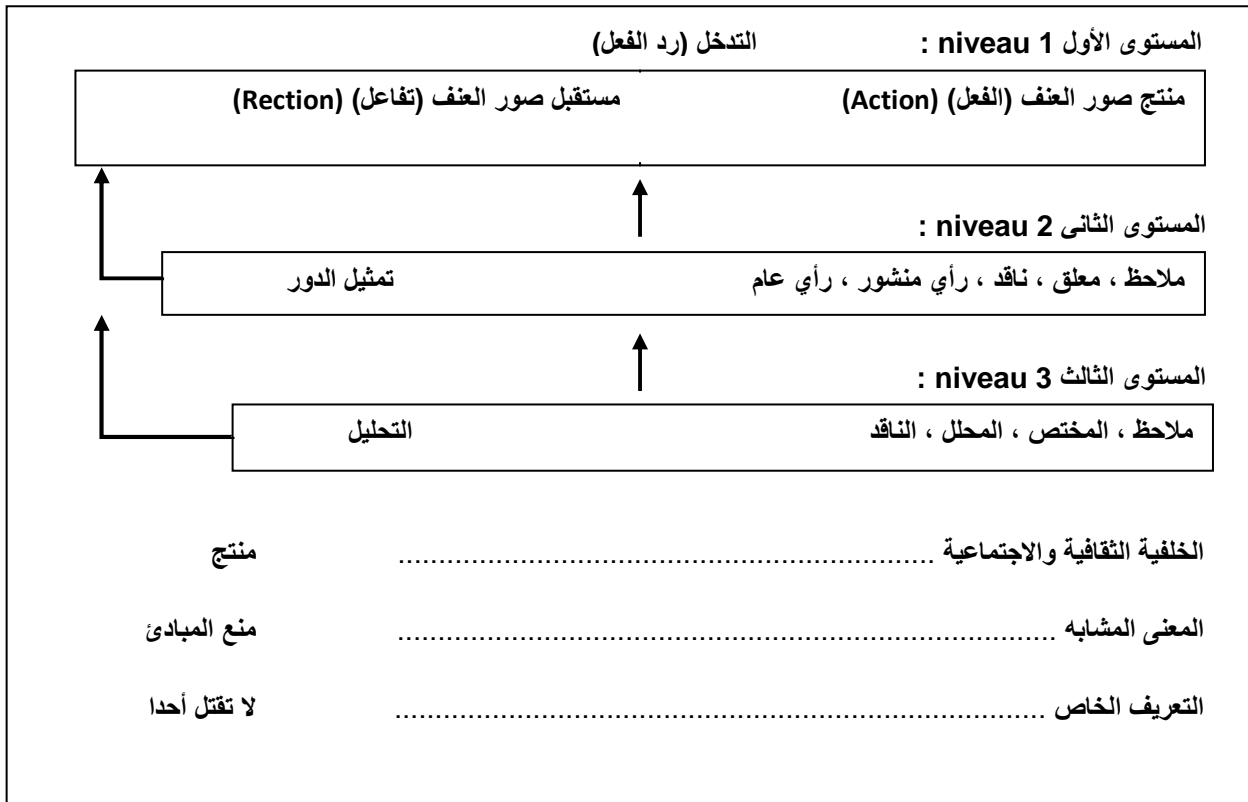 المستوى الأول niveau 1 : التدخل (رد الفعل)
منتج صور العنف (الفعل) (Action) مستقبل صور العنف (تفاعل) (Rection)
المستوى الثانى niveau 2 :
ملاحظ ، معلق ، ناقد ، رأي منشور ، رأي عام تمثيل الدور
المستوى الثالث niveau 3 :
ملاحظ ، المختص ، المحلل ، الناقد التحليل
الخلفية الثقافية والاجتماعية ................................................................ منتج
المعنى المشابه ................................................................................ منع المبادئ
التعريف الخاص ............................................................................... لا تقتل أحدا